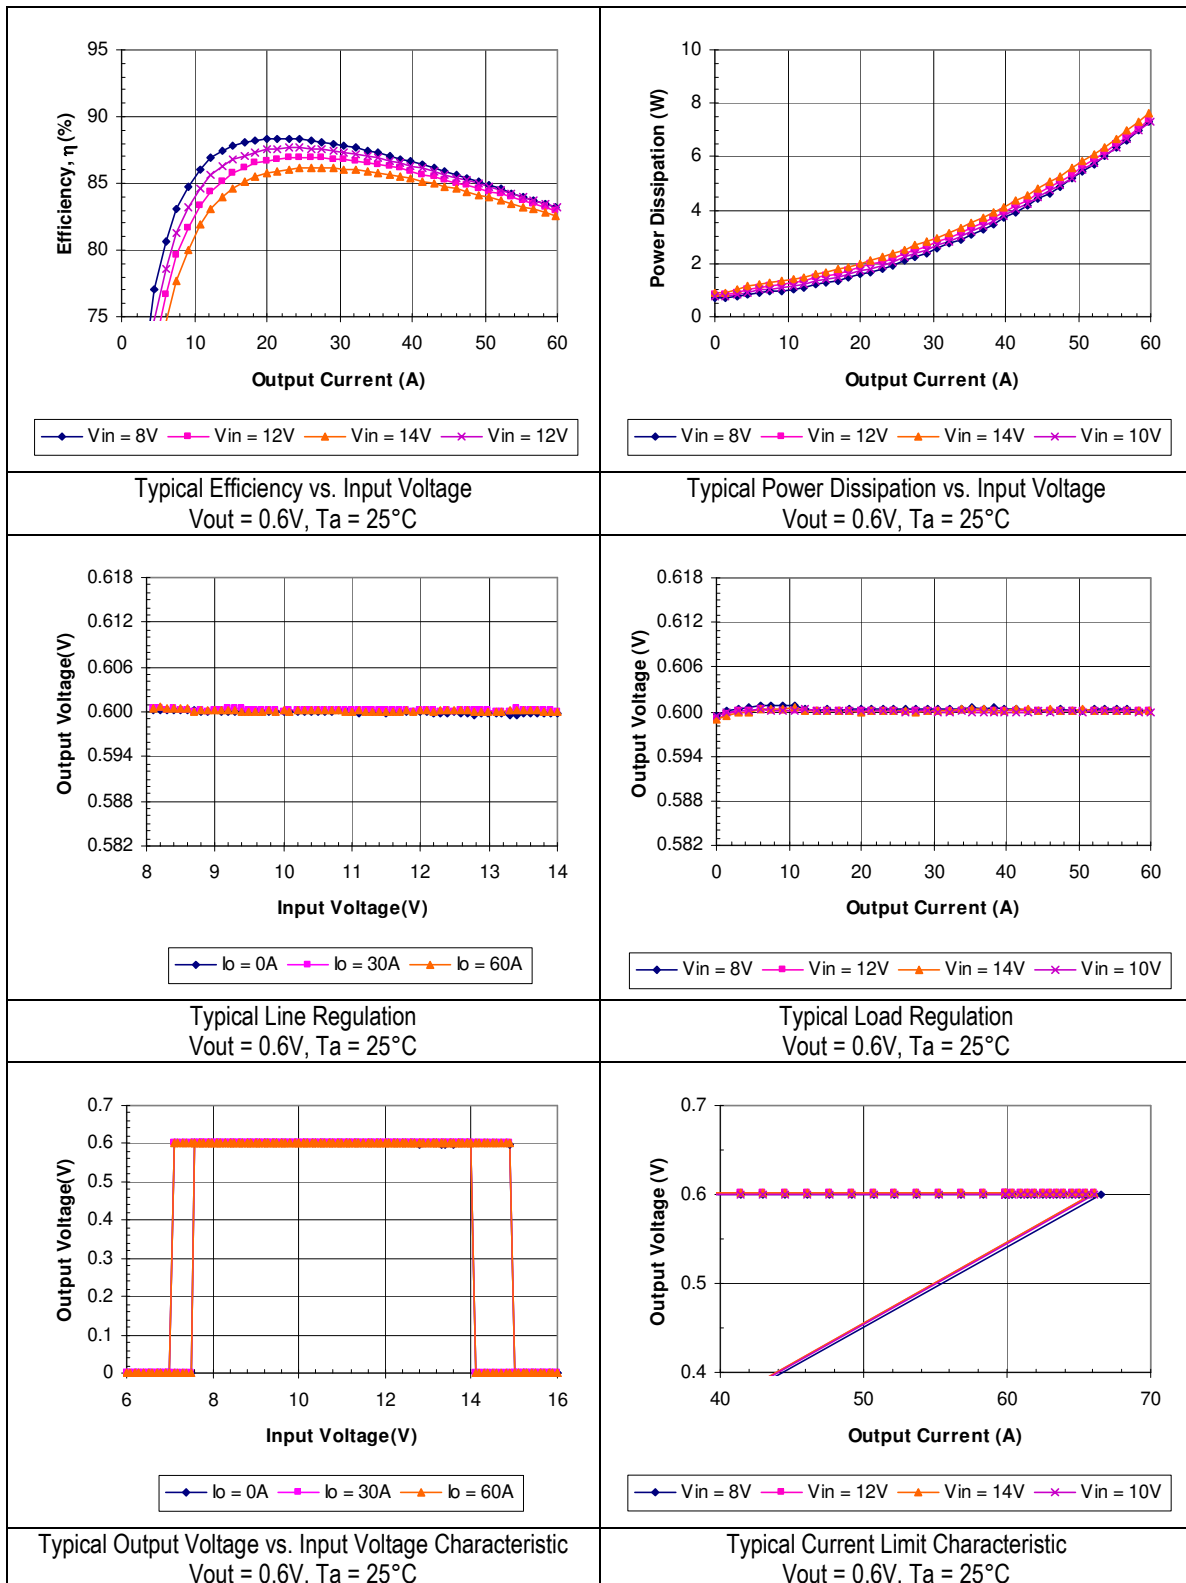 95
90
85
80
75
Efficiency, η(%)
0 10 20 30 40 50 60
Output Current (A)
Vin = 8V Vin = 12V Vin = 14V Vin = 12V
Typical Efficiency vs. Input Voltage
Vout = 0.6V, Ta = 25°C
10
8
6
4
2
0
Power Dissipation (W)
0 10 20 30 40 50 60
Output Current (A)
Vin = 8V Vin = 12V Vin = 14V Vin = 10V
Typical Power Dissipation vs. Input Voltage
Vout = 0.6V, Ta = 25°C
0.618
0.612
0.606
0.600
0.594
0.588
0.582
Output Voltage(V)
8 9 10 11 12 13 14
Input Voltage(V)
Io = 0A Io = 30A Io = 60A
Typical Line Regulation
Vout = 0.6V, Ta = 25°C
0.618
0.612
0.606
0.600
0.594
0.588
0.582
Output Voltage (V)
0 10 20 30 40 50 60
Output Current (A)
Vin = 8V Vin = 12V Vin = 14V Vin = 10V
Typical Load Regulation
Vout = 0.6V, Ta = 25°C
0.7
0.6
0.5
0.4
0.3
0.2
0.1
0
Output Voltage(V)
6 8 10 12 14 16
Input Voltage(V)
Io = 0A Io = 30A Io = 60A
Typical Output Voltage vs. Input Voltage Characteristic
Vout = 0.6V, Ta = 25°C
0.7
0.6
0.5
0.4
Output Voltage (V)
40 50 60 70
Output Current (A)
Vin = 8V Vin = 12V Vin = 14V Vin = 10V
Typical Current Limit Characteristic
Vout = 0.6V, Ta = 25°C